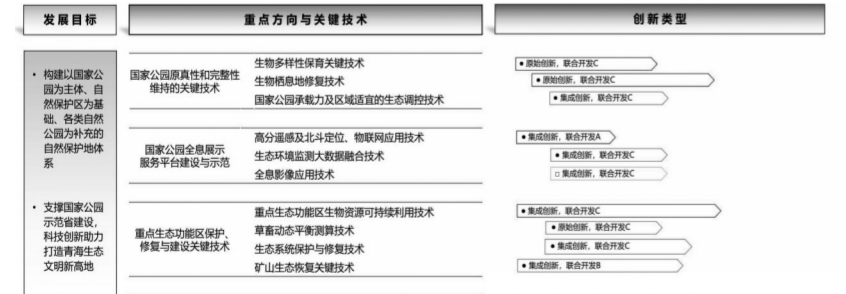 发展目标
重点方向与关键技术
创新类型
• 构建以国家公
园为主体、自
然保护区为基
础、各类自然
公园为补充的
自然保护地体
系
• 支撑国家公园
示范省建设，
科技创新助力
打造青海生态
文明新高地
国家公园原真性和完整性
维持的关键技术
生物多样性保育关键技术
• 原始创新，联合开发C
生物栖息地修复技术
• 原始创新，联合开发C
国家公园承载力及区域适宜的生态调控技术
• 集成创新，联合开发C
国家公园全息展示
服务平台建设与示范
高分遥感及北斗定位、物联网应用技术
• 集成创新，联合开发A
生态环境监测大数据融合技术
• 集成创新，联合开发C
全息影像应用技术
□ 集成创新，联合开发C
重点生态功能区保护、
修复与建设关键技术
重点生态功能区生物资源可持续利用技术
• 集成创新，联合开发C
草畜动态平衡测算技术
• 原始创新，联合开发C
生态系统保护与修复技术
• 集成创新，联合开发C
矿山生态恢复关键技术
• 集成创新，联合开发B